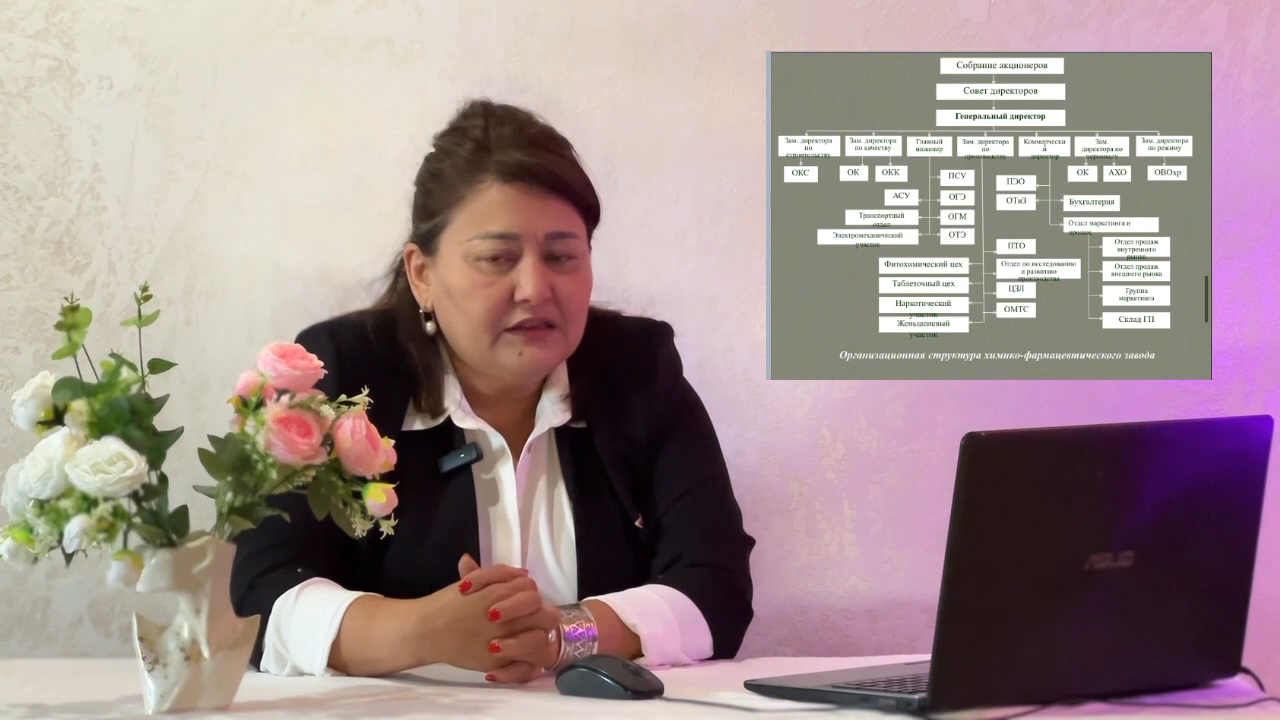 Собрание акционеров
Совет директоров
Генеральный директор
Зам. директора
по
строительству
Зам. директора
по качеству
Главный
инженер
Зам. директора
по
производству
Коммерчески
й
директор
Зам.
директора по
персоналу
Зам. директора
по режиму
ОКС
ОК
ОКК
ПСУ
ПЭО
ОК
АХО
ОВОхр
АСУ
ОГЭ
ОТиЗ
Бухгалтерия
Транспортный
отдел
ОГМ
Отдел маркетинга и
продаж
Электромеханический
участок
ОТЭ
ПТО
Отдел продаж
внутреннего
рынка
Фитохимический цех
Отдел по исследованию
и развитию
производства
Отдел продаж
внешнего рынка
Таблеточный цех
ЦЗЛ
Группа
маркетинга
Наркотический
участок
ОМТС
Склад ГП
Женьшеневый
участок
Организационная структура химико-фармацевтического завода
ASUS